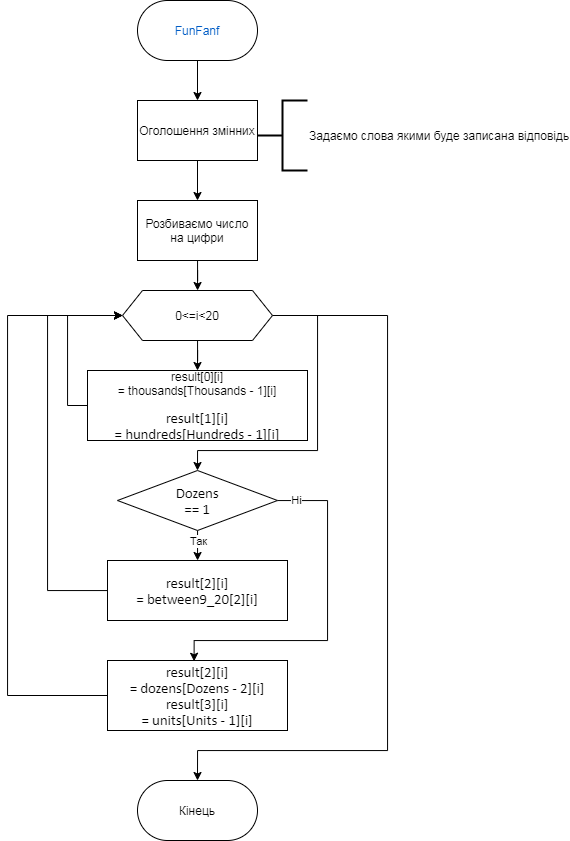 FunFanf
Оголошення змінних
Задаємо слова якими буде записана відповідь
Розбиваємо число
на цифри
0<=i<20
result[0][i]
= thousands[Thousands - 1][i]
result[1][i]
= hundreds[Hundreds - 1][i]
Dozens
== 1
Ні
Так
result[2][i]
= between9_20[2][i]
result[2][i]
= dozens[Dozens - 2][i]
result[3][i]
= units[Units - 1][i]
Кінець